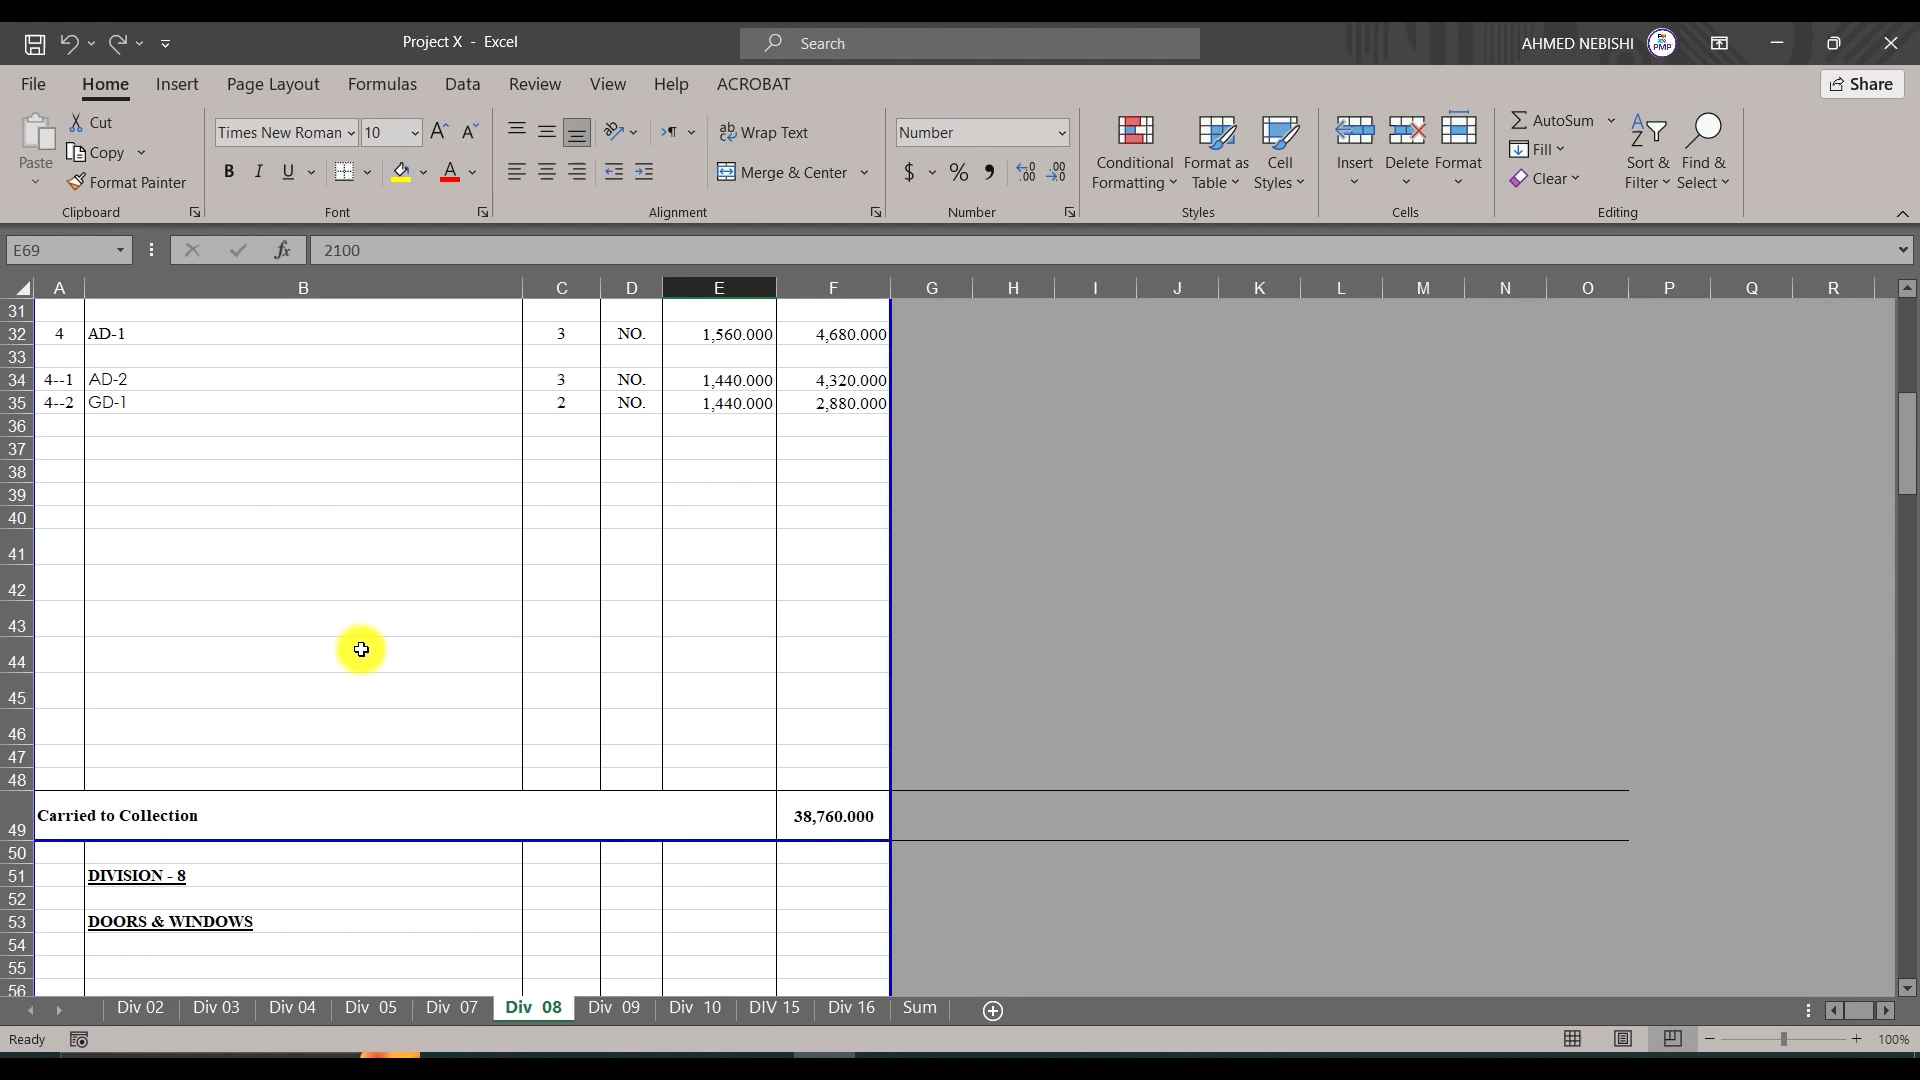 Project X - Excel
Search
AHMED NEBISHI
PMP
File Home Insert Page Layout Formulas Data Review View Help ACROBAT
Share
Paste
Cut
Copy
Format Painter
Clipboard
Times New Roman 10
B I U
Font
Wrap Text
Merge & Center
Alignment
Number
$ % 
Number
Conditional Formatting
Format as Table
Cell Styles
Styles
Insert
Delete
Format
Cells
AutoSum
Fill
Clear
Sort & Filter
Find & Select
Editing
E69
fx
2100
A B C D E F G H I J K L M N O P Q R
31
32 4 AD-1 3 NO. 1,560.000 4,680.000
33
34 4--1 AD-2 3 NO. 1,440.000 4,320.000
35 4--2 GD-1 2 NO. 1,440.000 2,880.000
36
37
38
39
40
41
42
43
44
45
46
47
48
49 Carried to Collection 38,760.000
50
51 DIVISION - 8
52
53 DOORS & WINDOWS
54
55
56
Div 02 Div 03 Div 04 Div 05 Div 07 Div 08 Div 09 Div 10 DIV 15 Div 16 Sum
Ready
100%